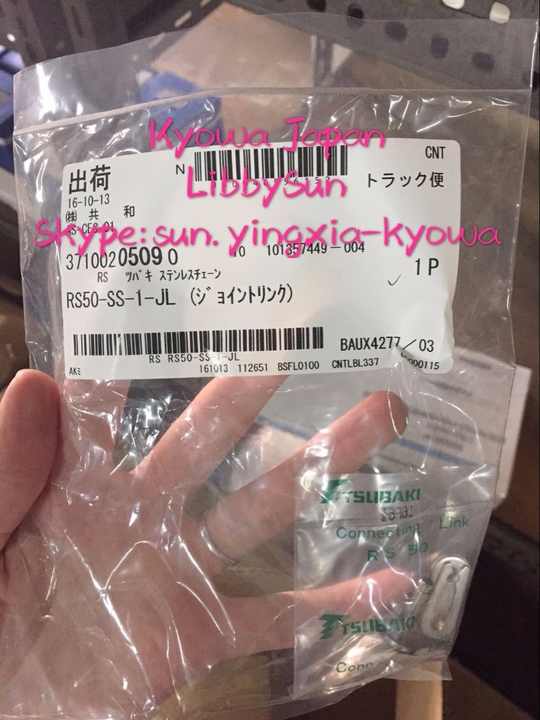 Kyowa Japan
LibbySun
Skype:sun.yingxia-kyowa
CNT
出荷
N
トラック便
16-10-13
㈱ 共 和
37100205090
10 101357449-004
RS ツバキ ステンレスチェーン
1P
RS50-SS-1-JL (ジョイントリンク)
BAUX4277/03
RS RS50-SS-1-JL
161013 112651 BSFL0100 CNTLBL337
TSUBAKI
Connecting Link
RS 50
TSUBAKI